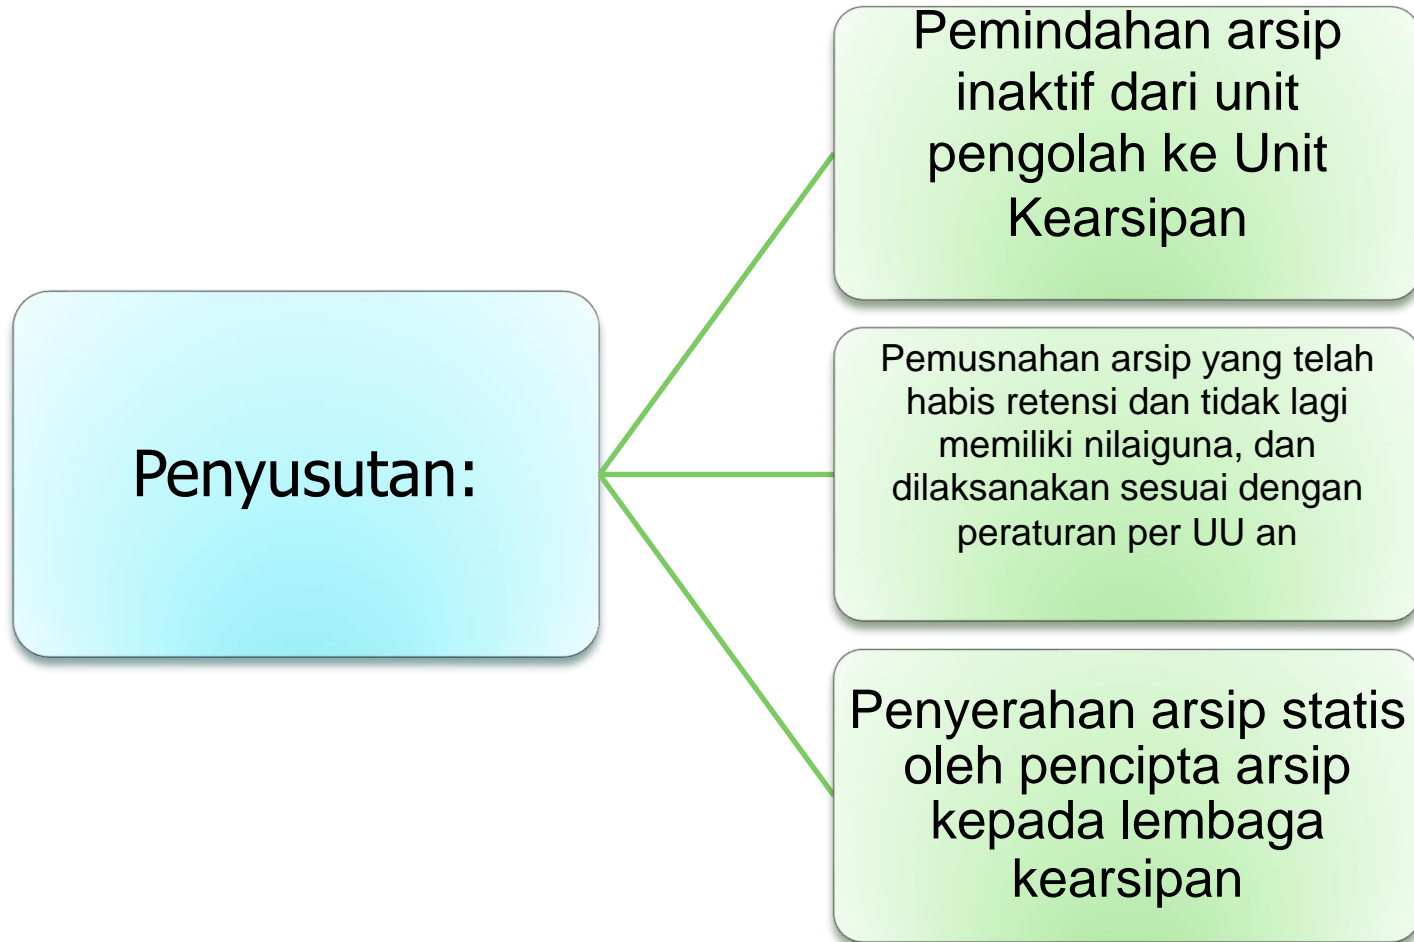 Penyusutan:
Pemindahan arsip
inaktif dari unit
pengolah ke Unit
Kearsipan
Pemusnahan arsip yang telah
habis retensi dan tidak lagi
memiliki nilaiguna, dan
dilaksanakan sesuai dengan
peraturan per UU an
Penyerahan arsip statis
oleh pencipta arsip
kepada lembaga
kearsipan